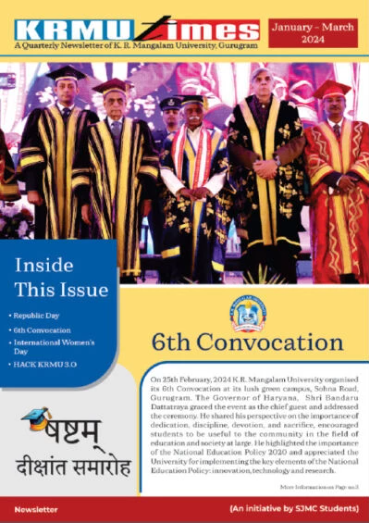 KRMU times
A Quarterly Newsletter of K. R. Mangalam University, Gurugram
January - March
2024
Inside
This Issue
• Republic Day
• 6th Convocation
• International Women's
Day
• HACK KRMU 3.0
षष्टम्
दीक्षांत समारोह
6th Convocation
On 25th February, 2024 K.R. Mangalam University organised
its 6th Convocation at its lush green campus, Sohna Road,
Gurugram. The Governor of Haryana, Shri Bandaru
Dattatraya graced the event as the chief guest and addressed
the ceremony. He shared his perspective on the importance of
dedication, discipline, devotion, and sacrifice, encouraged
students to be useful to the community in the field of
education and society at large. He highlighted the importance
of the National Education Policy 2020 and appreciated the
University for implementing the key elements of the National
Education Policy: innovation, technology and research.
More Information on Page no.3
Newsletter
(An initiative by SJMC Students)